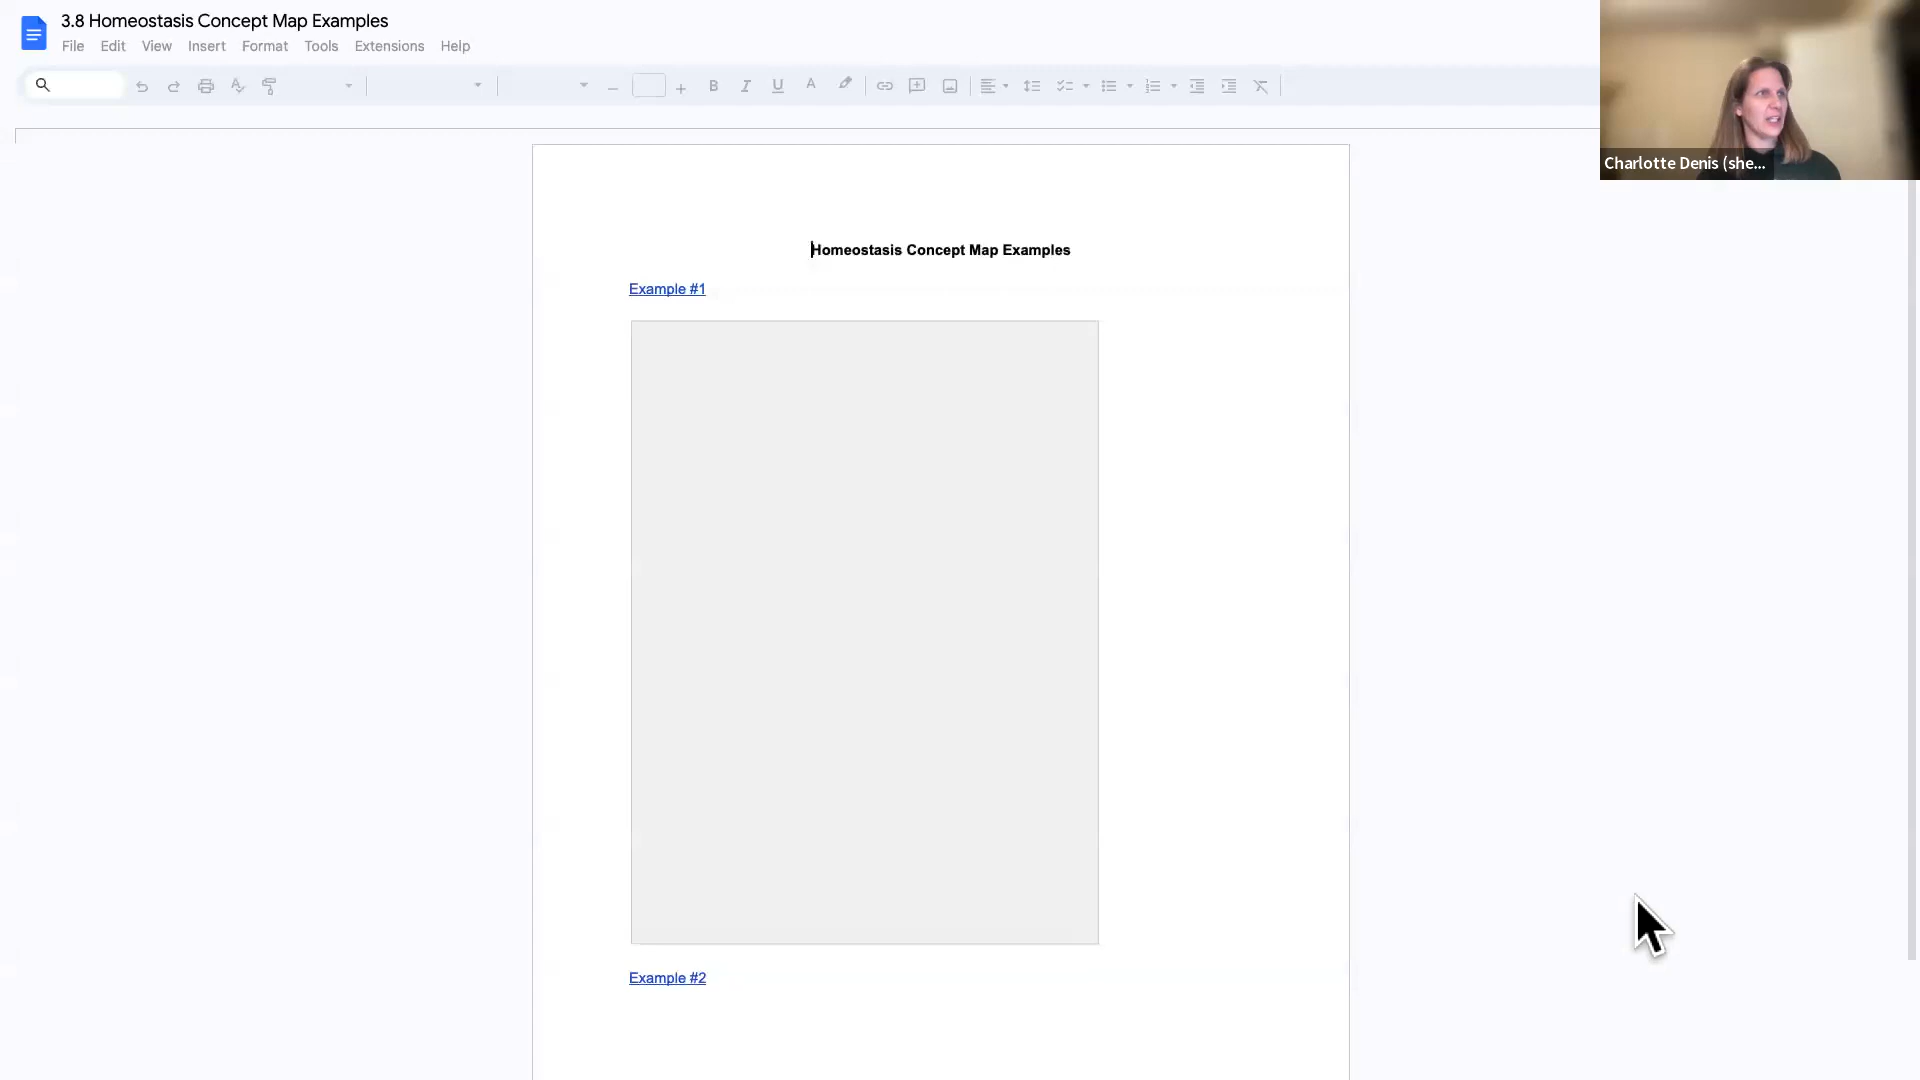 3.8 Homeostasis Concept Map Examples
File Edit View Insert Format Tools Extensions Help
Charlotte Denis (she...
Homeostasis Concept Map Examples
Example #1
Example #2